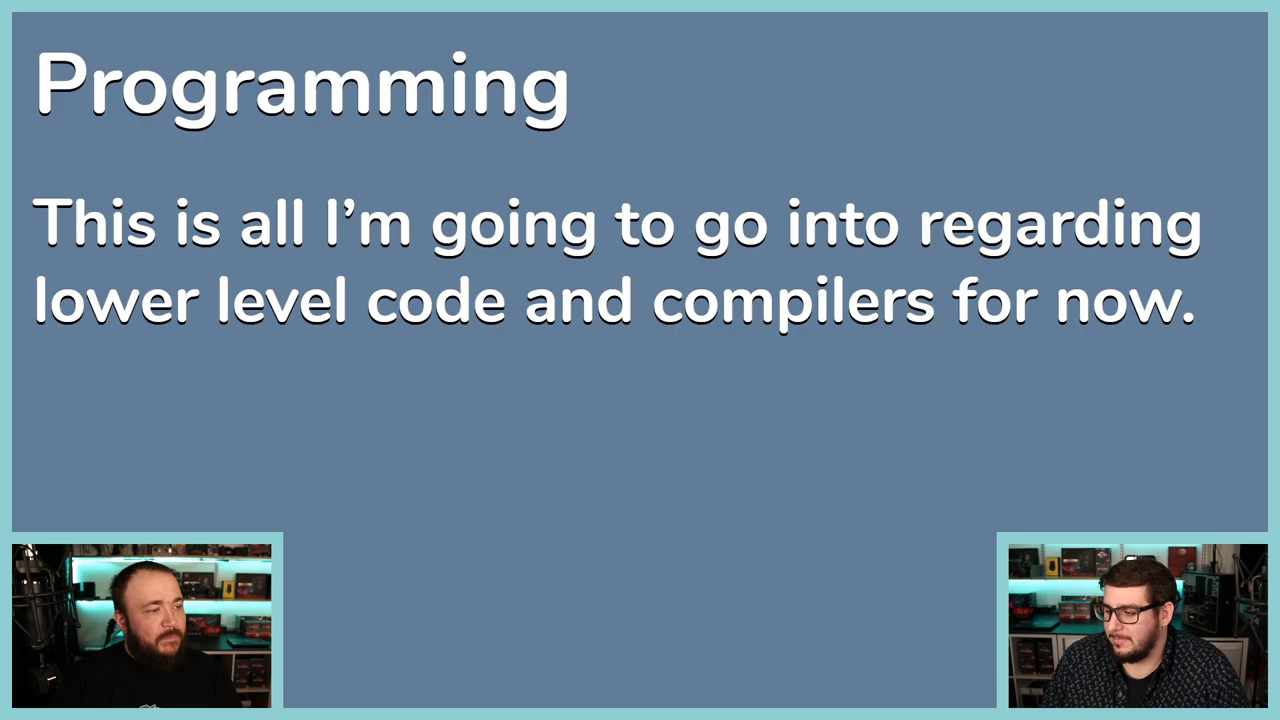 Programming
This is all I’m going to go into regarding
lower level code and compilers for now.